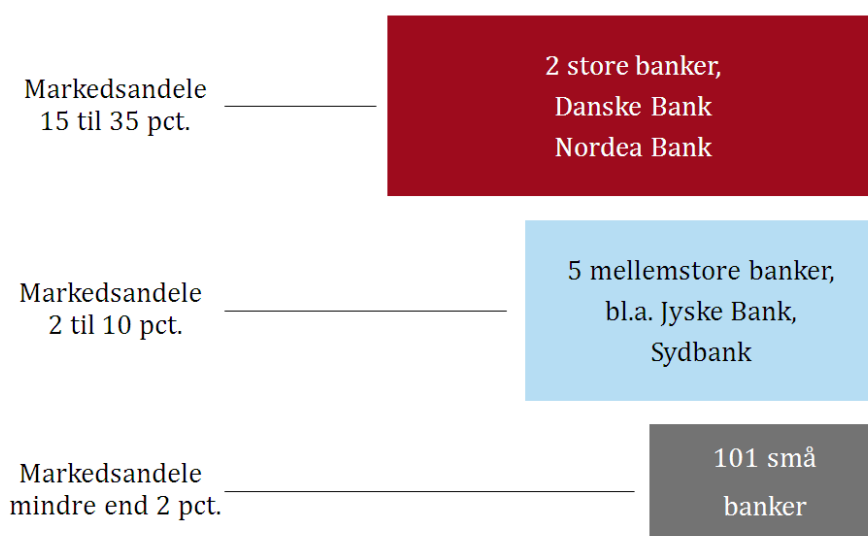 Markedsandele
15 til 35 pct.
2 store banker,
Danske Bank
Nordea Bank
Markedsandele
2 til 10 pct.
5 mellemstore banker,
bl.a. Jyske Bank,
Sydbank
Markedsandele
mindre end 2 pct.
101 små
banker